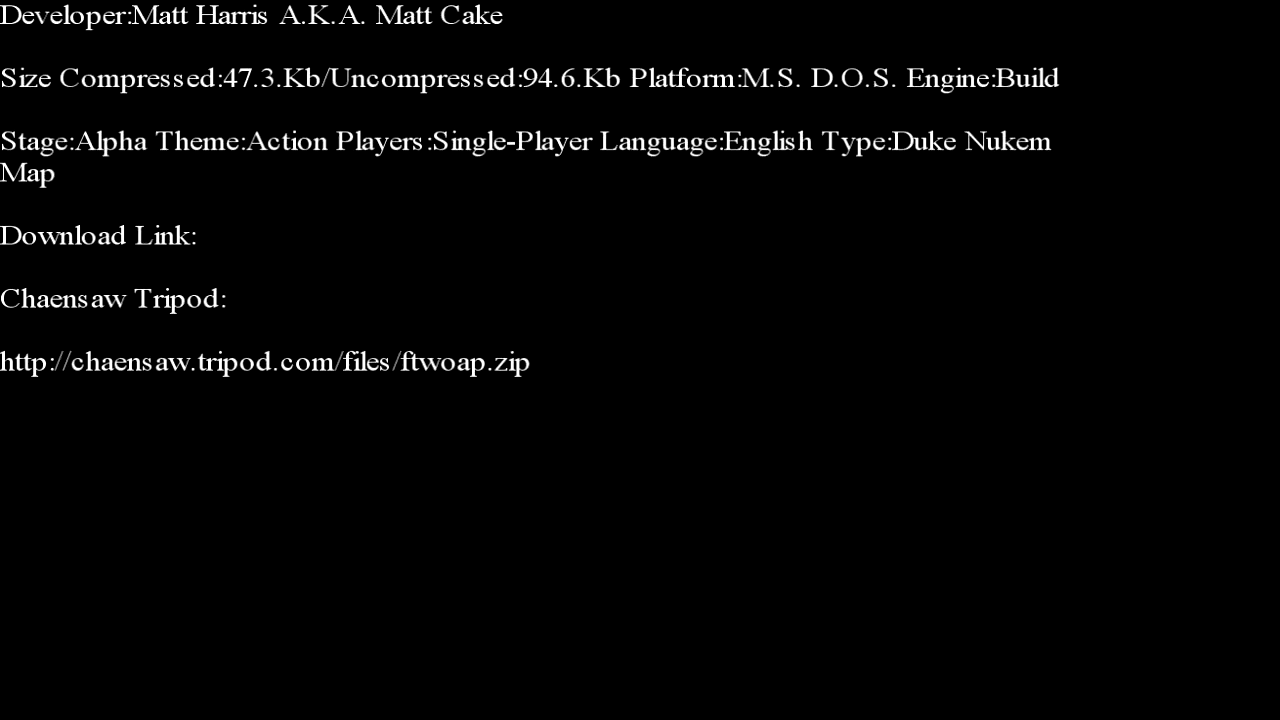 Developer:Matt Harris A.K.A. Matt Cake
Size Compressed:47.3.Kb/Uncompressed:94.6.Kb Platform:M.S. D.O.S. Engine:Build
Stage:Alpha Theme:Action Players:Single-Player Language:English Type:Duke Nukem
Map
Download Link:
Chaensaw Tripod:
http://chaensaw.tripod.com/files/ftwoap.zip